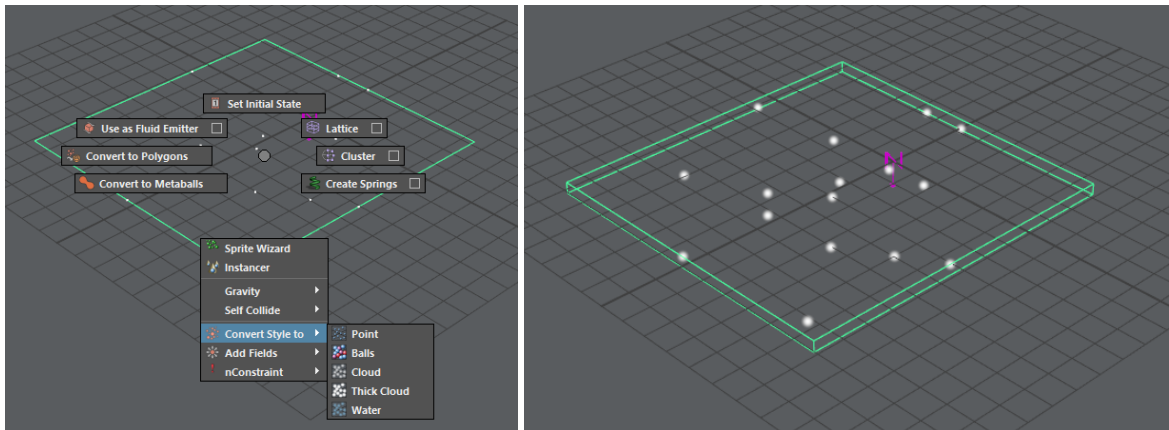 Set Initial State
Use as Fluid Emitter
Lattice
Convert to Polygons
Cluster
Convert to Metaballs
Create Springs
Sprite Wizard
Instancer
Gravity
Self Collide
Convert Style to
Point
Add Fields
Balls
nConstraint
Cloud
Thick Cloud
Water
N